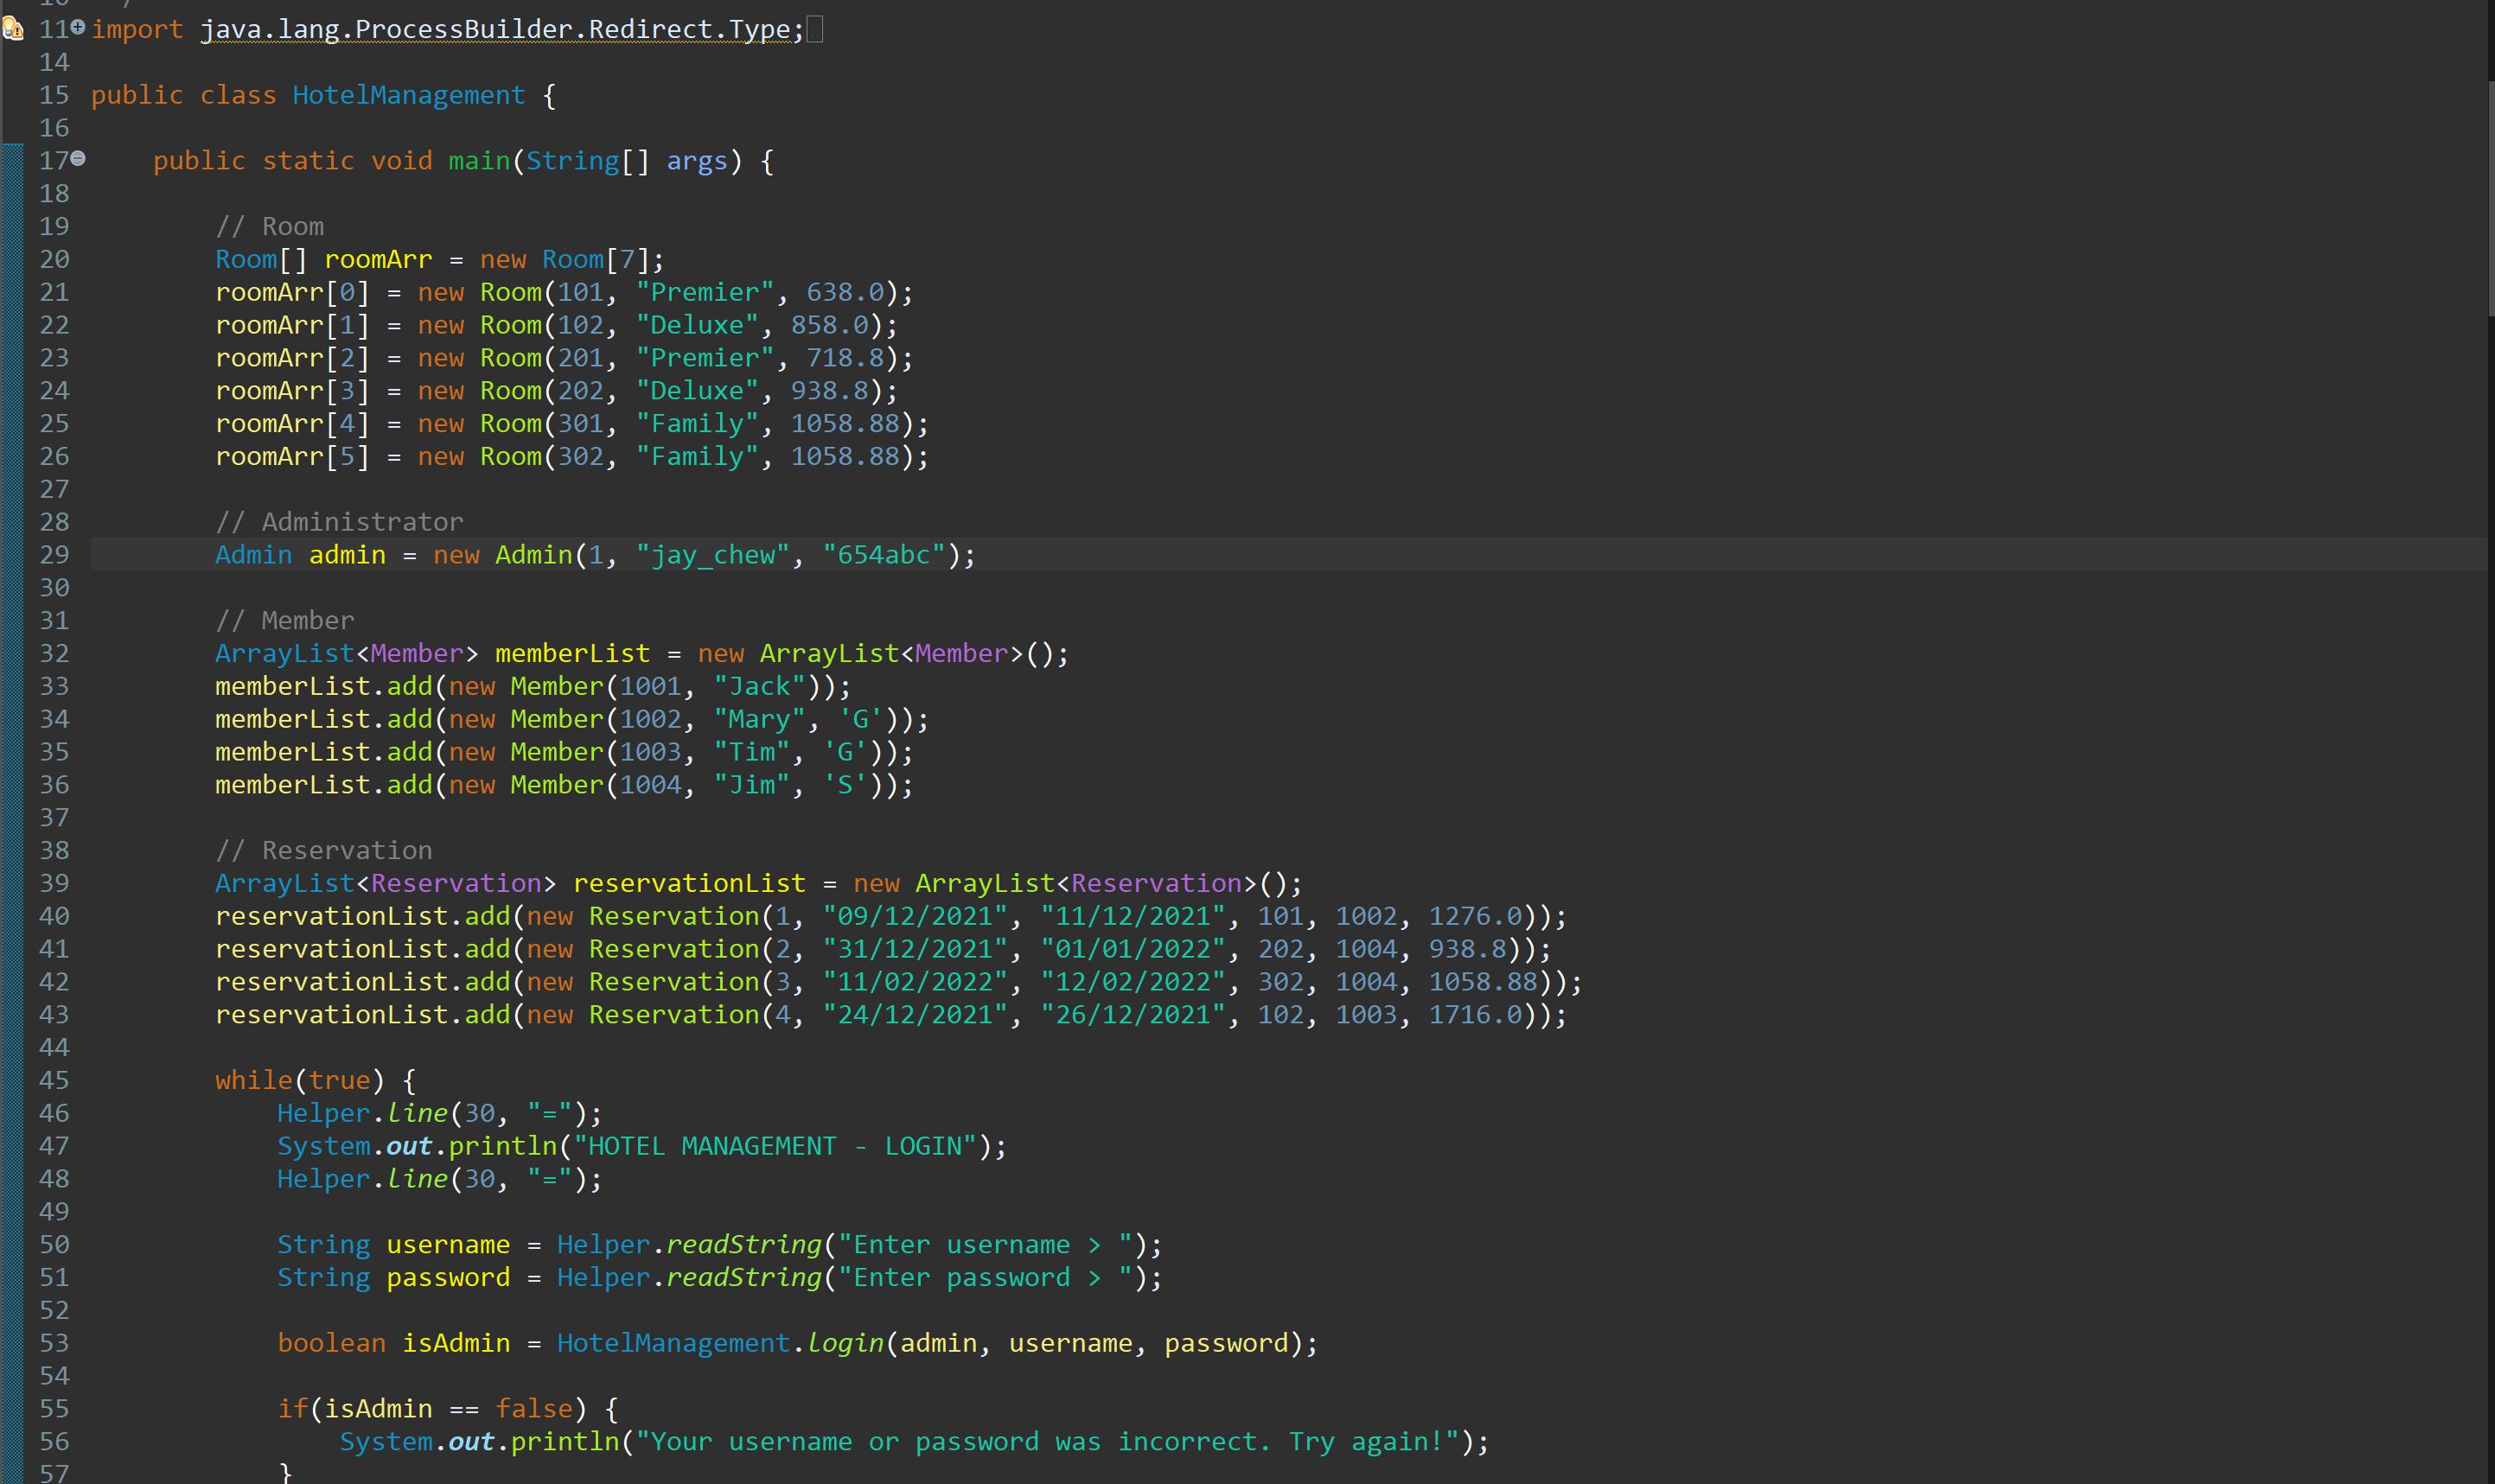 11 import java.lang.ProcessBuilder.Redirect.Type;
14
15 public class HotelManagement {
16
17     public static void main(String[] args) {
18
19         // Room
20         Room[] roomArr = new Room[7];
21         roomArr[0] = new Room(101, "Premier", 638.0);
22         roomArr[1] = new Room(102, "Deluxe", 858.0);
23         roomArr[2] = new Room(201, "Premier", 718.8);
24         roomArr[3] = new Room(202, "Deluxe", 938.8);
25         roomArr[4] = new Room(301, "Family", 1058.88);
26         roomArr[5] = new Room(302, "Family", 1058.88);
27
28         // Administrator
29         Admin admin = new Admin(1, "jay_chew", "654abc");
30
31         // Member
32         ArrayList<Member> memberList = new ArrayList<Member>();
33         memberList.add(new Member(1001, "Jack"));
34         memberList.add(new Member(1002, "Mary", 'G'));
35         memberList.add(new Member(1003, "Tim", 'G'));
36         memberList.add(new Member(1004, "Jim", 'S'));
37
38         // Reservation
39         ArrayList<Reservation> reservationList = new ArrayList<Reservation>();
40         reservationList.add(new Reservation(1, "09/12/2021", "11/12/2021", 101, 1002, 1276.0));
41         reservationList.add(new Reservation(2, "31/12/2021", "01/01/2022", 202, 1004, 938.8));
42         reservationList.add(new Reservation(3, "11/02/2022", "12/02/2022", 302, 1004, 1058.88));
43         reservationList.add(new Reservation(4, "24/12/2021", "26/12/2021", 102, 1003, 1716.0));
44
45         while(true) {
46             Helper.line(30, "=");
47             System.out.println("HOTEL MANAGEMENT - LOGIN");
48             Helper.line(30, "=");
49
50             String username = Helper.readString("Enter username > ");
51             String password = Helper.readString("Enter password > ");
52
53             boolean isAdmin = HotelManagement.login(admin, username, password);
54
55             if(isAdmin == false) {
56                 System.out.println("Your username or password was incorrect. Try again!");
57             }